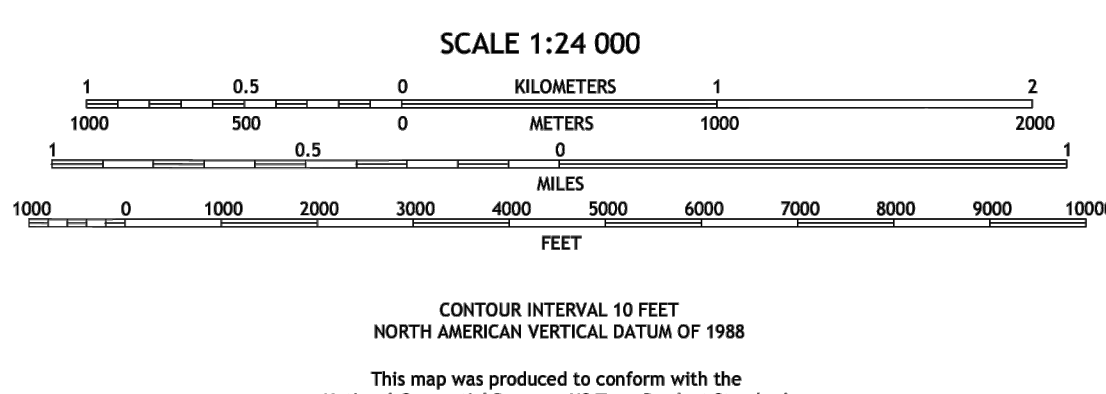 SCALE 1:24 000
1 0.5 0 KILOMETERS 1 2
1000 500 0 METERS 1000 2000
1 0.5 0 1
MILES
1000 0 1000 2000 3000 4000 5000 6000 7000 8000 9000 1000
FEET
CONTOUR INTERVAL 10 FEET
NORTH AMERICAN VERTICAL DATUM OF 1988
This map was produced to conform with the